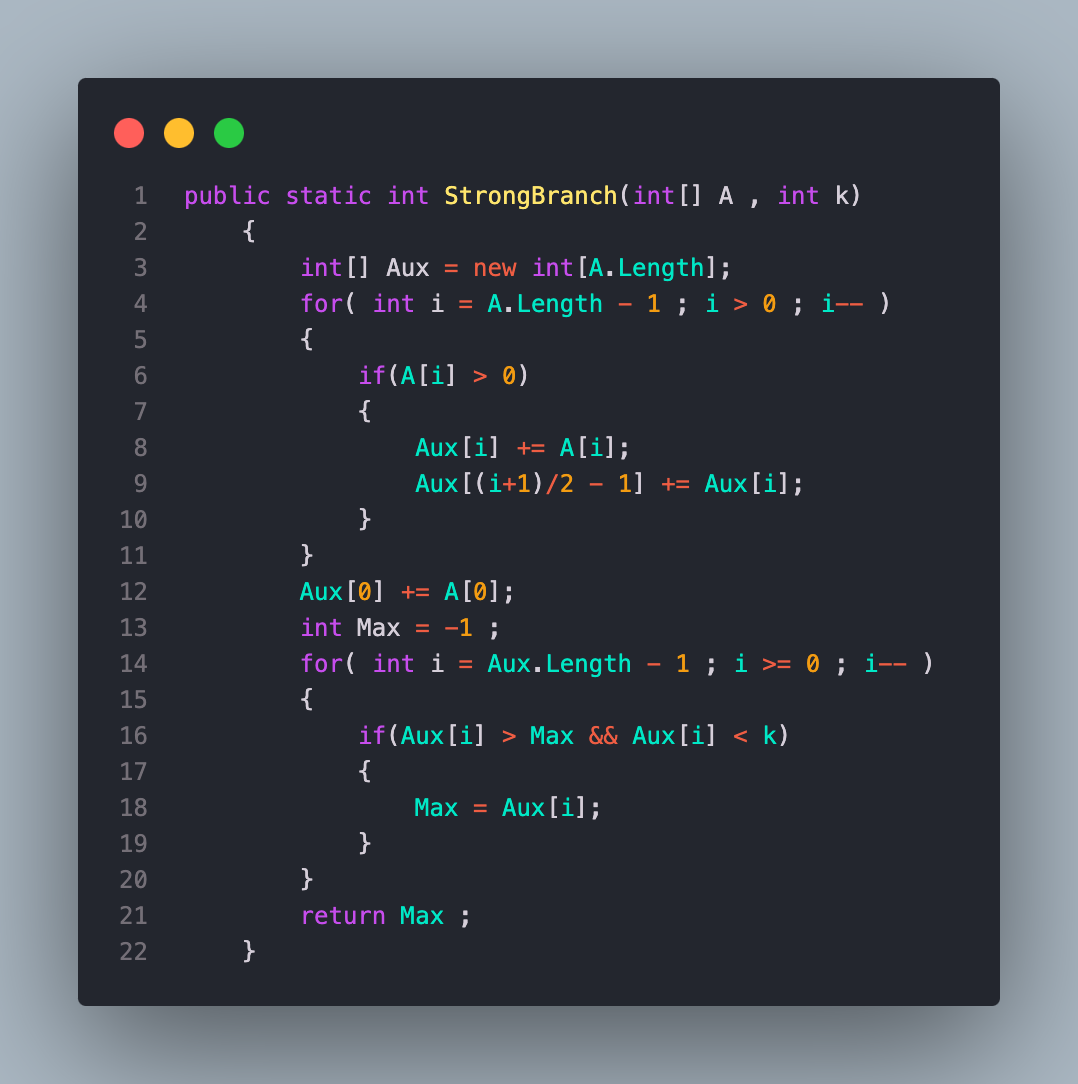 1 public static int StrongBranch(int[] A , int k)
2     {
3         int[] Aux = new int[A.Length];
4         for( int i = A.Length - 1 ; i > 0 ; i-- )
5         {
6             if(A[i] > 0)
7             {
8                 Aux[i] += A[i];
9                 Aux[(i+1)/2 - 1] += Aux[i];
10             }
11         }
12         Aux[0] += A[0];
13         int Max = -1 ;
14         for( int i = Aux.Length - 1 ; i >= 0 ; i-- )
15         {
16             if(Aux[i] > Max && Aux[i] < k)
17             {
18                 Max = Aux[i];
19             }
20         }
21         return Max ;
22     }